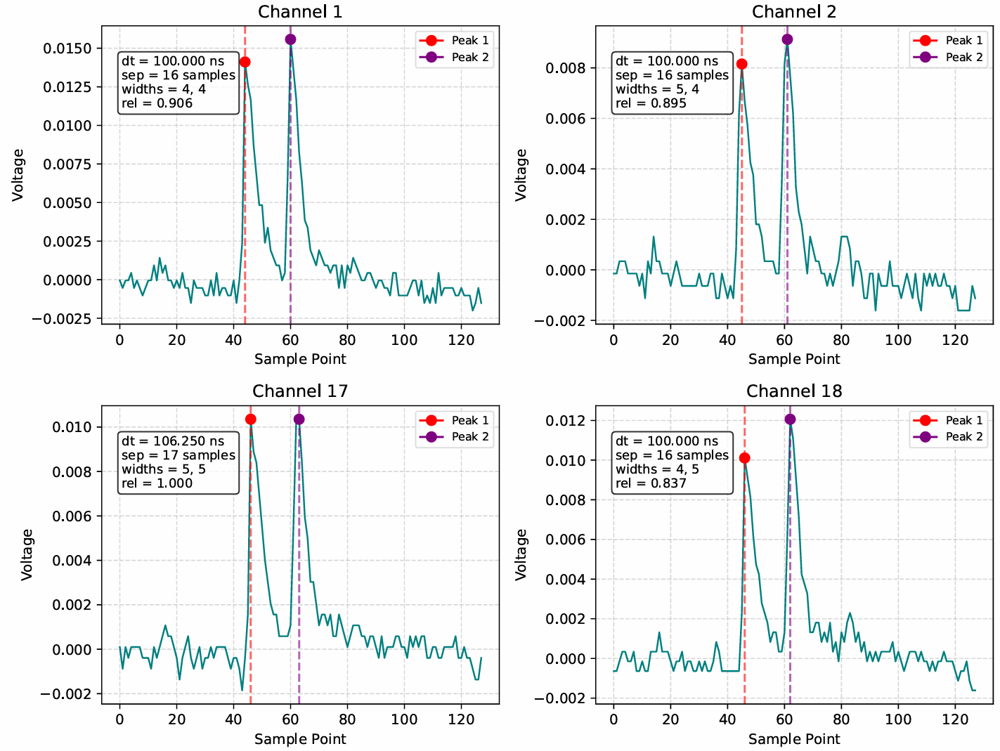 Channel 1
Voltage
0.0150
0.0125
0.0100
0.0075
0.0050
0.0025
0.0000
−0.0025
dt = 100.000 ns
sep = 16 samples
widths = 4, 4
rel = 0.906
Peak 1
Peak 2
0 20 40 60 80 100 120
Sample Point
Channel 2
Voltage
0.008
0.006
0.004
0.002
0.000
−0.002
dt = 100.000 ns
sep = 16 samples
widths = 5, 4
rel = 0.895
Peak 1
Peak 2
0 20 40 60 80 100 120
Sample Point
Channel 17
Voltage
0.010
0.008
0.006
0.004
0.002
0.000
−0.002
dt = 106.250 ns
sep = 17 samples
widths = 5, 5
rel = 1.000
Peak 1
Peak 2
0 20 40 60 80 100 120
Sample Point
Channel 18
Voltage
0.012
0.010
0.008
0.006
0.004
0.002
0.000
−0.002
dt = 100.000 ns
sep = 16 samples
widths = 4, 5
rel = 0.837
Peak 1
Peak 2
0 20 40 60 80 100 120
Sample Point